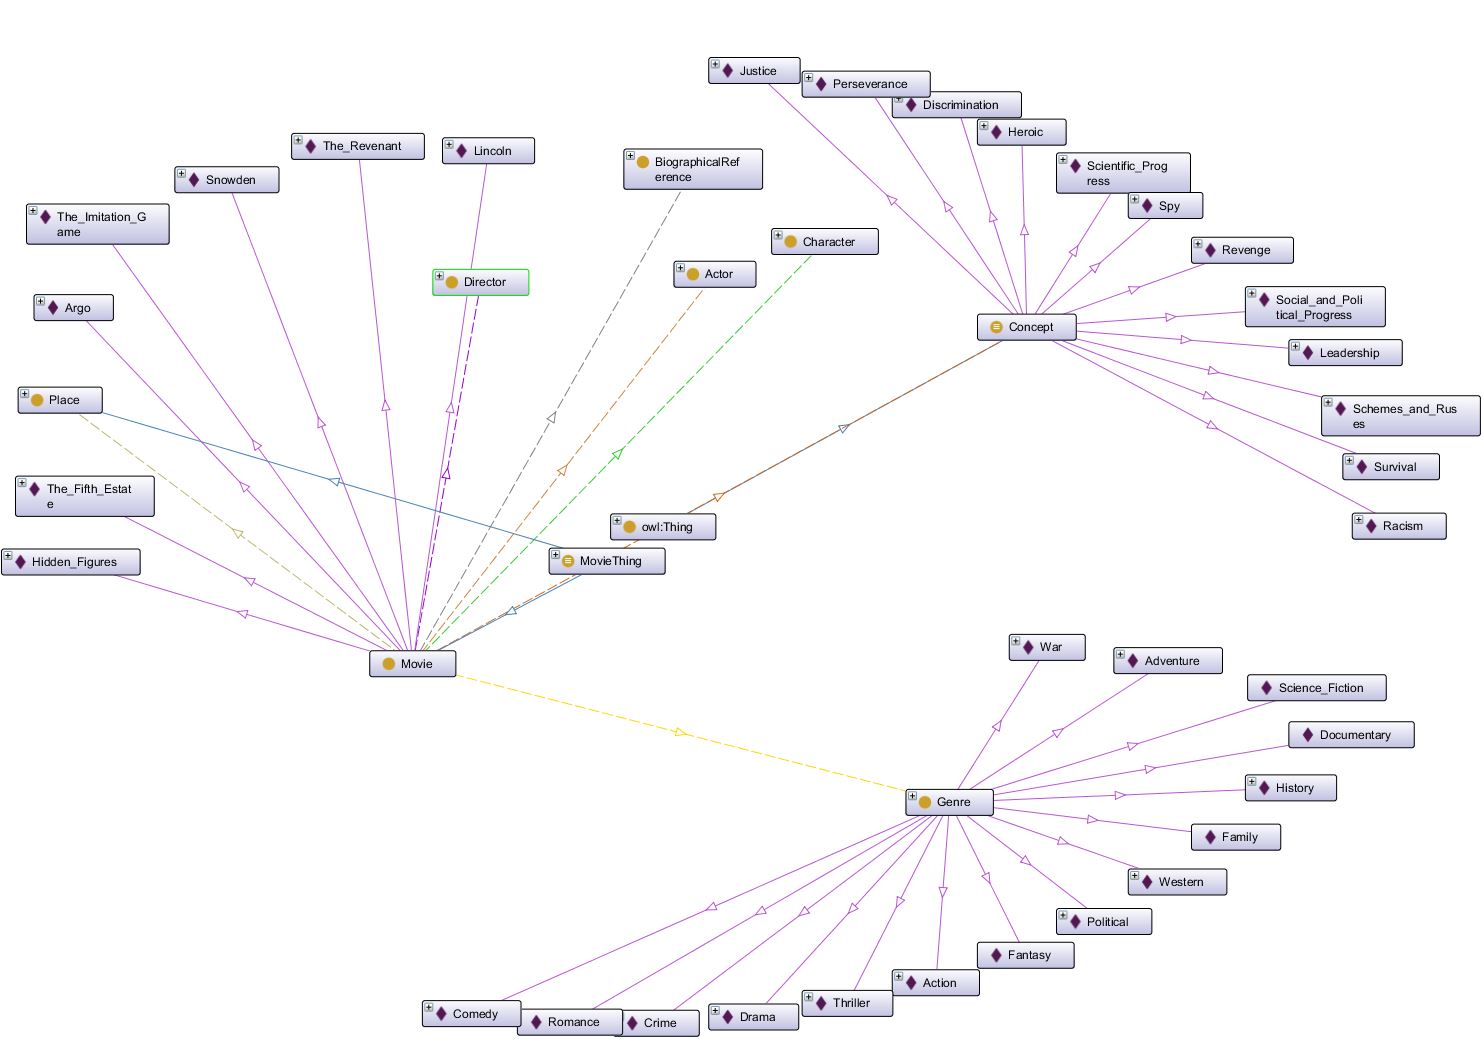 Justice
Perseverance
Discrimination
Heroic
The_Revenant
Lincoln
BiographicalRef
erence
Scientific_Prog
ress
Snowden
Spy
The_Imitation_G
ame
Character
Revenge
Actor
Director
Argo
Social_and_Poli
tical_Progress
Concept
Leadership
Place
Schemes_and_Rus
es
Survival
The_Fifth_Estat
e
owl:Thing
Racism
Hidden_Figures
MovieThing
War
Movie
Adventure
Science_Fiction
Documentary
History
Genre
Family
Western
Political
Fantasy
Action
Thriller
Comedy
Romance
Crime
Drama